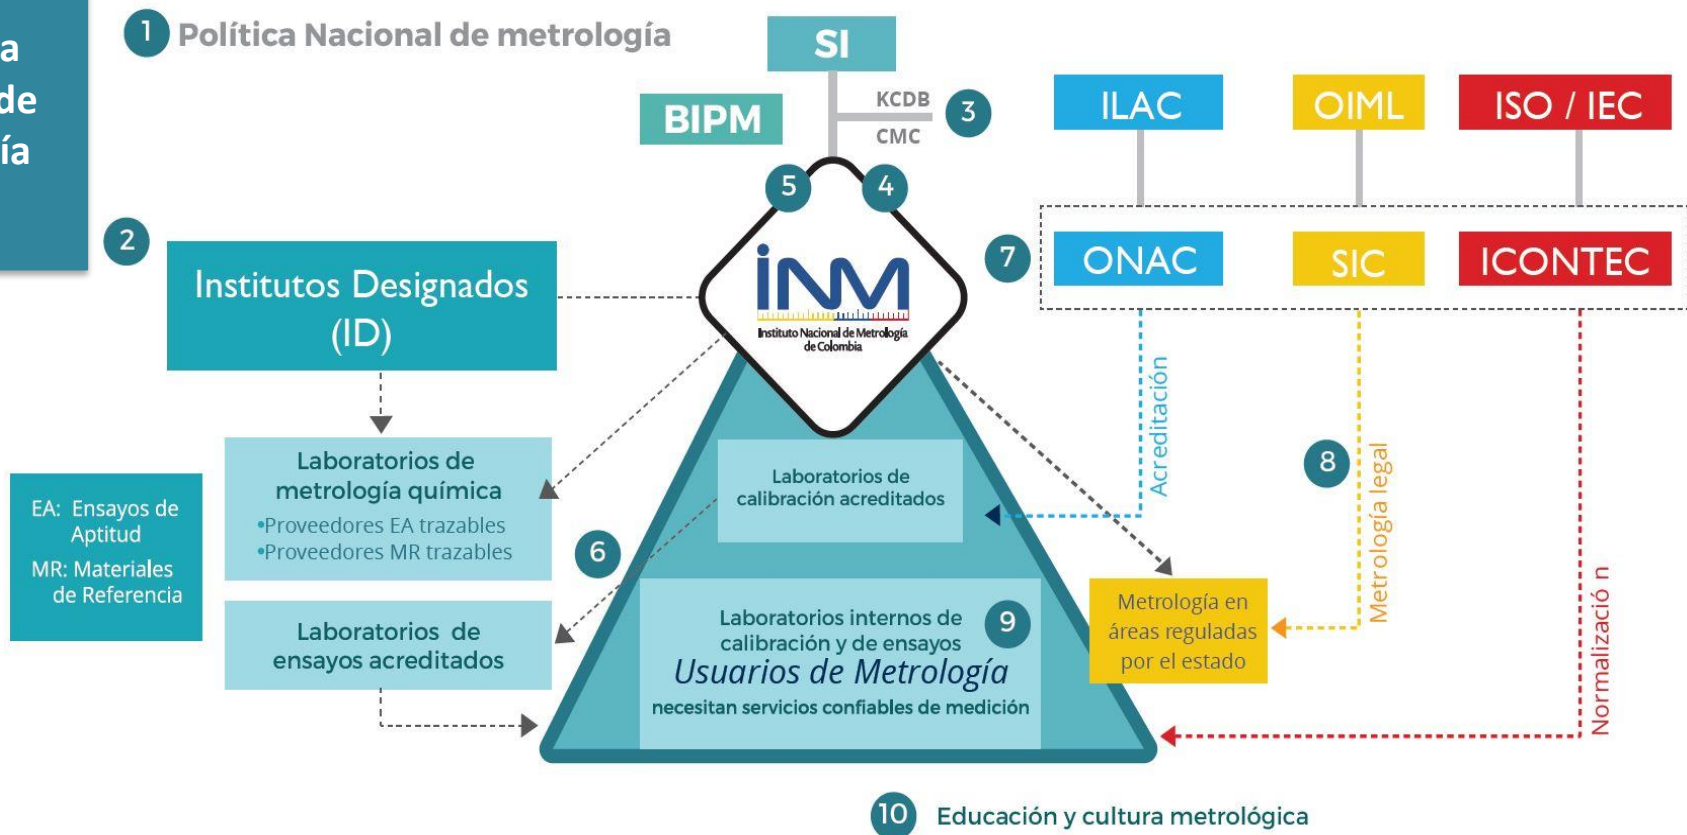 a
de
ía
1 Política Nacional de metrología
SI
BIPM
KCDB
CMC
3
ILAC
OIML
ISO / IEC
5
4
2
Institutos Designados
(ID)
INM
Instituto Nacional de Metrología
de Colombia
7
ONAC
SIC
ICONTEC
Acreditación
8
Metrología legal
Normalizació n
Laboratorios de
metrología química
•Proveedores EA trazables
•Proveedores MR trazables
EA: Ensayos de
Aptitud
MR: Materiales
de Referencia
Laboratorios de
calibración acreditados
6
Laboratorios de
ensayos acreditados
Laboratorios internos de
calibración y de ensayos
9
Usuarios de Metrología
necesitan servicios confiables de medición
Metrología en
áreas reguladas
por el estado
10 Educación y cultura metrológica